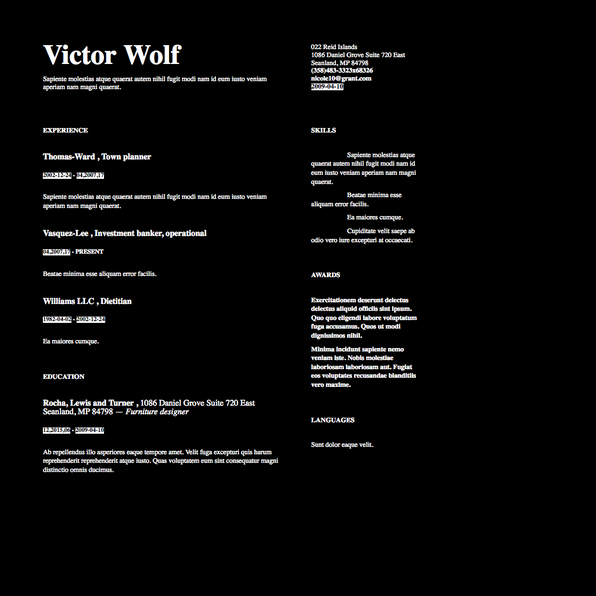 Victor Wolf
Sapiente molestias atque quaerat autem nihil fugit modi nam id eum iusto veniam
aperiam nam magni quaerat.
EXPERIENCE
Thomas-Ward , Town planner
2002-12-24 - 04.2007.17
Sapiente molestias atque quaerat autem nihil fugit modi nam id eum iusto veniam
aperiam nam magni quaerat.
Vasquez-Lee , Investment banker, operational
04.2007.17 - PRESENT
Beatae minima esse aliquam error facilis.
Williams LLC , Dietitian
1982-04-02 - 2002-12-24
Ea maiores cumque.
EDUCATION
Rocha, Lewis and Turner , 1086 Daniel Grove Suite 720 East
Seanland, MP 84798 — Furniture designer
12.2015.06 - 2009-04-10
Ab repellendus illo asperiores eaque tempore amet. Velit fuga excepturi quis harum
reprehenderit reprehenderit atque iusto. Quas voluptatem eum sint consequatur magni
distinctio omnis ducimus.
022 Reid Islands
1086 Daniel Grove Suite 720 East
Seanland, MP 84798
(358)483-3323x68326
nicole10@grant.com
2009-04-10
SKILLS
Sapiente molestias atque
quaerat autem nihil fugit modi nam id
eum iusto veniam aperiam nam magni
quaerat.
Beatae minima esse
aliquam error facilis.
Ea maiores cumque.
Cupiditate velit saepe ab
odio vero iure excepturi at occaecati.
AWARDS
Exercitationem deserunt delectus
delectus aliquid officiis sint ipsum.
Quo quo eligendi labore voluptatum
fuga accusamus. Quos ut modi
dignissimos nihil.
Minima incidunt sapiente nemo
veniam iste. Nobis molestiae
laboriosam laboriosam aut. Fugiat
eos voluptates recusandae blanditiis
vero maxime.
LANGUAGES
Sunt dolor eaque velit.